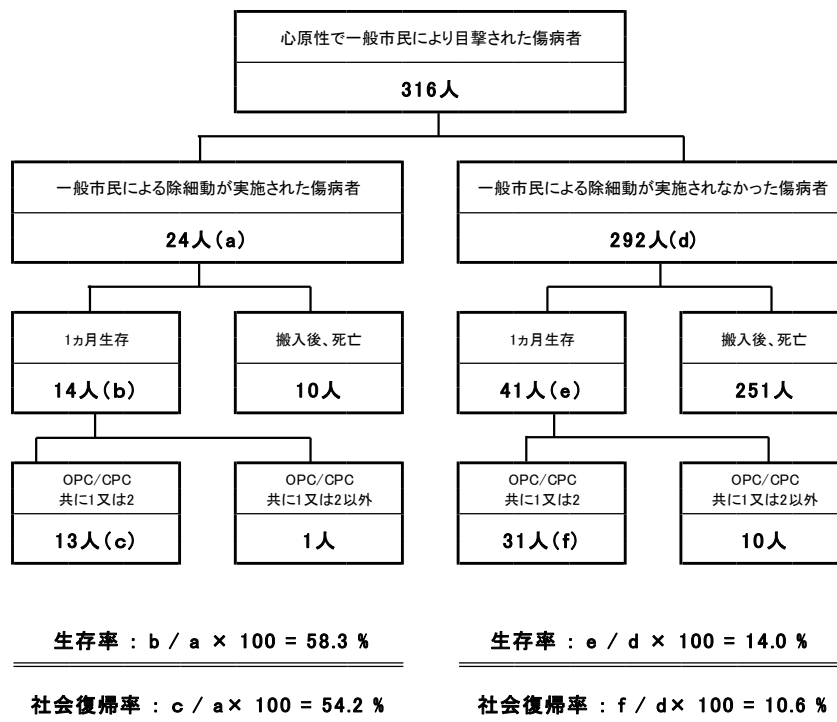 心原性で一般市民により目撃された傷病者
316人
一般市民による除細動が実施された傷病者
24人(a)
一般市民による除細動が実施されなかった傷病者
292人(d)
1ヵ月生存
14人(b)
搬入後、死亡
10人
1ヵ月生存
41人(e)
搬入後、死亡
251人
OPC/CPC
共に1又は2
13人(c)
OPC/CPC
共に1又は2以外
1人
OPC/CPC
共に1又は2
31人(f)
OPC/CPC
共に1又は2以外
10人
生存率 : b / a × 100 = 58.3 %
生存率 : e / d × 100 = 14.0 %
社会復帰率 : c / a× 100 = 54.2 %
社会復帰率 : f / d× 100 = 10.6 %